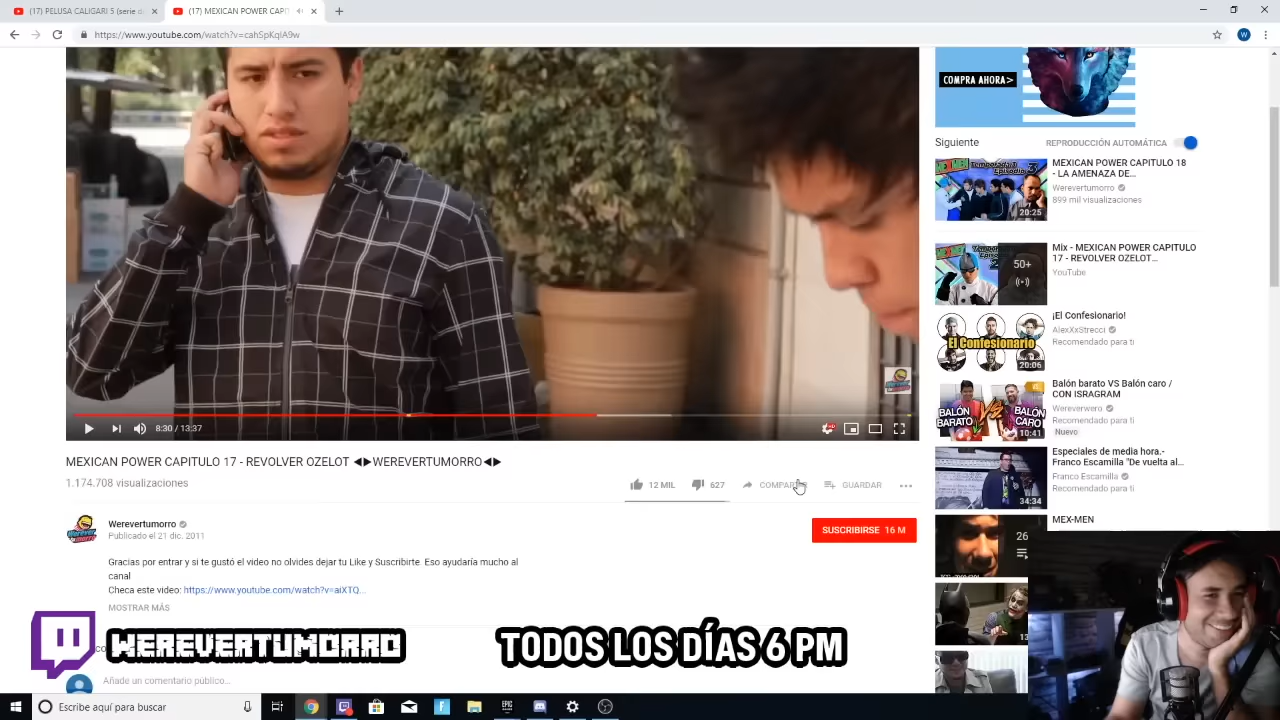 (17) PELUSA CALIGARI 5 (serie d
(17) MEXICAN POWER CAP
https://www.youtube.com/watch?v=cahSpKqlA9w
W
COMPRA AHORA>
Siguiente
REPRODUCCIÓN AUTOMÁTICA
MEXICAN POWER CAPITULO 18
- LA AMENAZA DE...
Werevertumorro
899 mil visualizaciones
20:25
Mix - MEXICAN POWER CAPITULO
17 - REVOLVER OZELOT...
YouTube
50+
¡El Confesionario!
AlexXxStrecci
Recomendado para ti
El Confesionario
20:06
Balón barato VS Balón caro /
CON ISRAGRAM
Wereverwero
Recomendado para ti
Nuevo
BALÓN BARATO VS BALÓN CARO
10:41
Especiales de media hora.-
Franco Escamilla "De vuelta al...
Franco Escamilla
Recomendado para ti
34:34
MEX-MEN
26
8:30 / 13:37
MEXICAN POWER CAPITULO 17 - REVOLVER OZELOT ◀▶WEREVERTUMORRO◀▶
1.174.708 visualizaciones
12 MIL
627
GUARDAR
Werevertumorro
Publicado el 21 dic. 2011
SUSCRIBIRSE 16 M
Gracias por entrar y si te gustó el video no olvides dejar tu Like y Suscribirte. Eso ayudaría mucho al
canal
Checa este video: https://www.youtube.com/watch?v=aiXTQ...
MOSTRAR MÁS
WEREVERTUMORRO
TODOS LOS DÍAS 6 PM
Añade un comentario público...
Escribe aquí para buscar